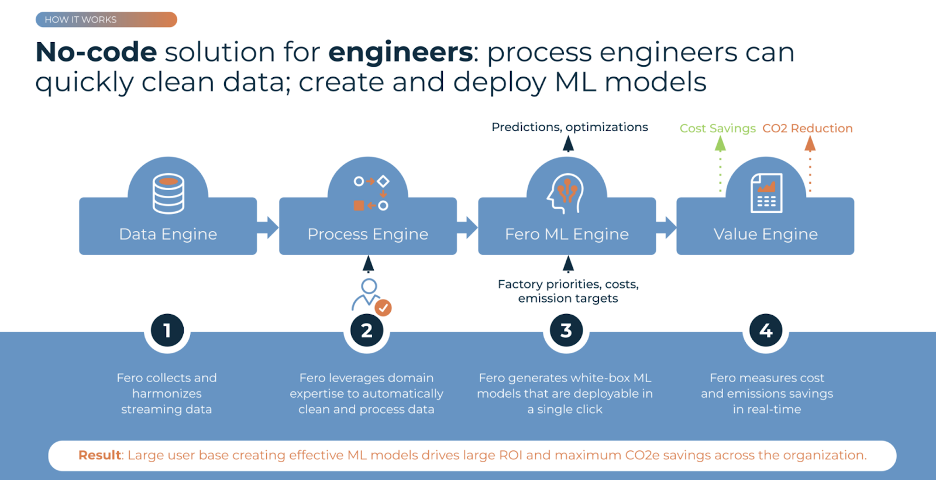 HOW IT WORKS
No-code solution for engineers: process engineers can
quickly clean data; create and deploy ML models
Predictions, optimizations
Cost Savings
CO2 Reduction
Data Engine
Process Engine
Fero ML Engine
Value Engine
Factory priorities, costs,
emission targets
1
2
3
4
Fero collects and
harmonizes
streaming data
Fero leverages domain
expertise to automatically
clean and process data
Fero generates white-box ML
models that are deployable in
a single click
Fero measures cost
and emissions savings
in real-time
Result: Large user base creating effective ML models drives large ROI and maximum CO2e savings across the organization.